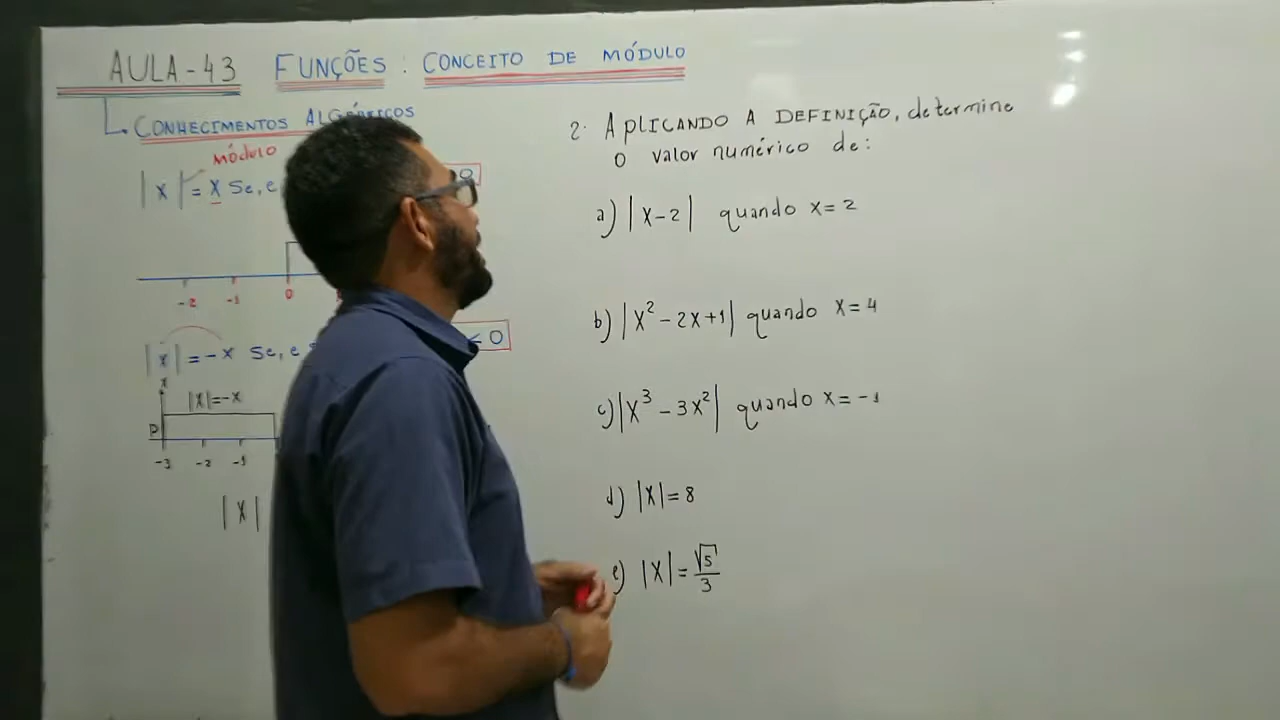 AULA-43 FUNÇÕES: CONCEITO DE MÓDULO
CONHECIMENTOS ALGÉBRICOS
módulo
|x| = x Se, e
0
-2 -1 0
|x| = -x Se, e < 0
|x|=-x
P
-3 -2 -1
|x|
2. APLICANDO A DEFINIÇÃO, determine
o valor numérico de:
a) |x-2| quando x=2
b) |x²-2x+1| quando x=4
c) |x³-3x²| quando x=-1
d) |x|=8
e) |x|=√5/3